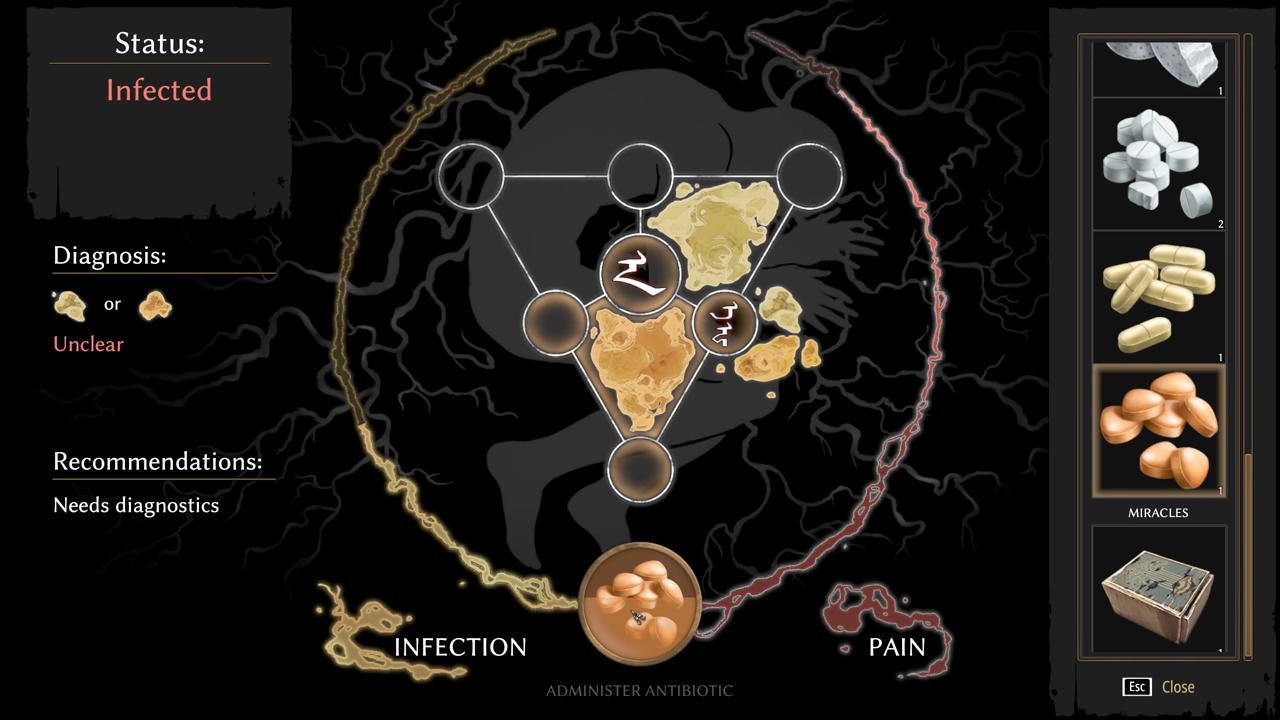 Status:
Infected
Diagnosis:
or
Unclear
Recommendations:
Needs diagnostics
INFECTION
PAIN
ADMINISTER ANTIBIOTIC
1
2
1
1
MIRACLES
Esc Close